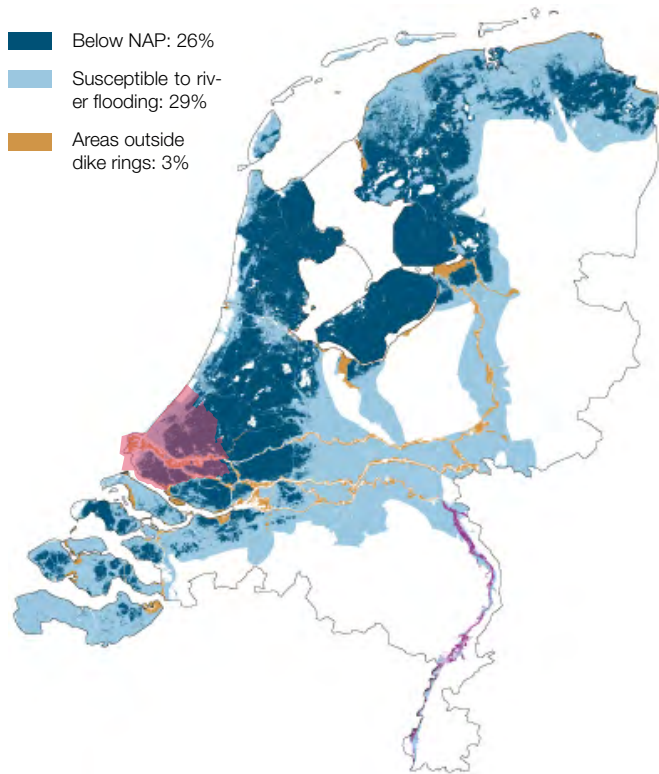 Below NAP: 26%
Susceptible to riv-
er flooding: 29%
Areas outside
dike rings: 3%